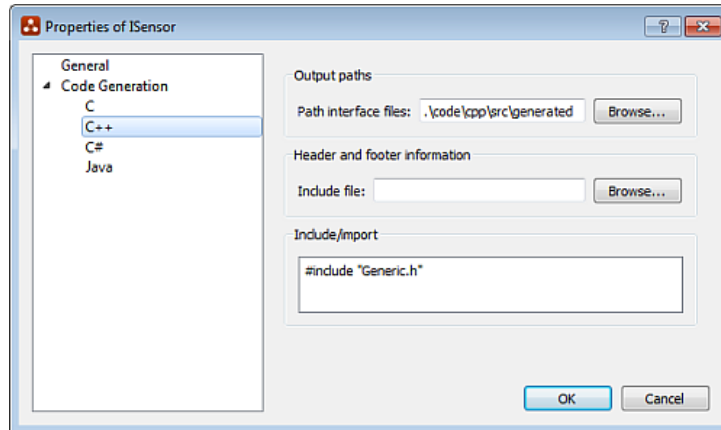 Properties of ISensor
General
Code Generation
C
C++
C#
Java
Output paths
Path interface files: .\code\cpp\src\generated Browse...
Header and footer information
Include file: Browse...
Include/import
#include "Generic.h"
OK Cancel